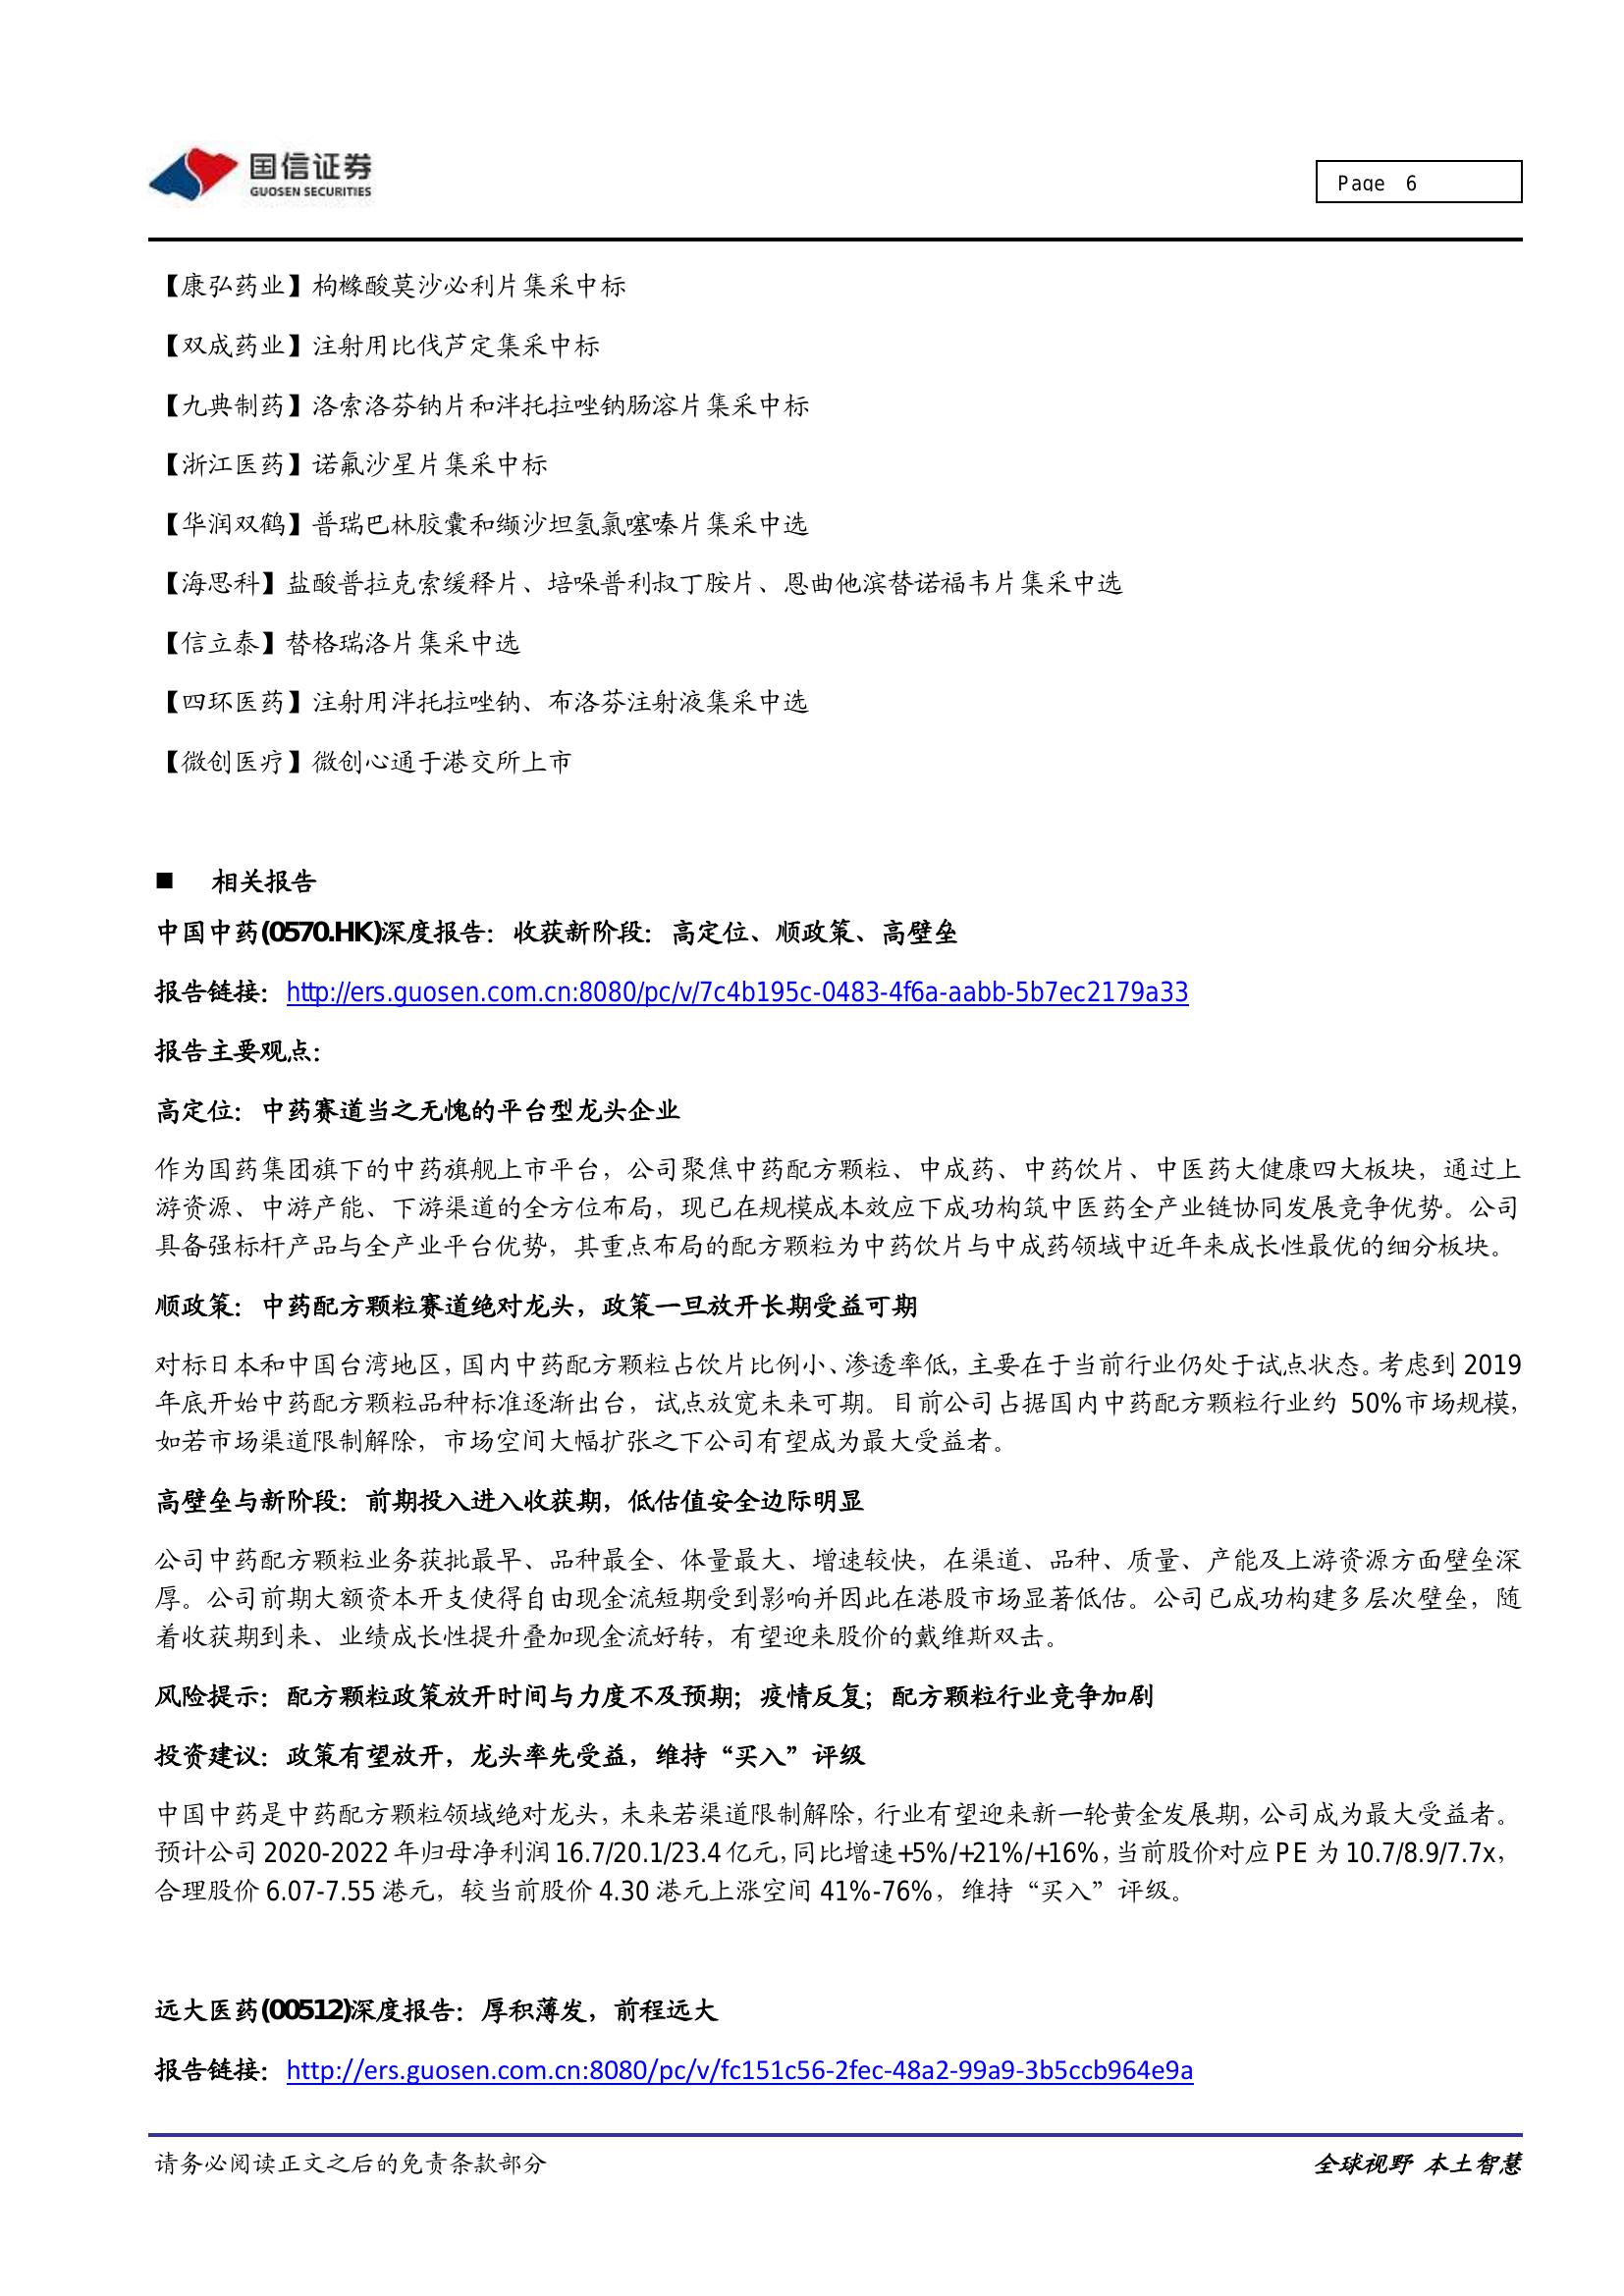 国信证券
GUOSEN SECURITIES
Page 6
【康弘药业】枸橼酸莫沙必利片集采中标
【双成药业】注射用比伐芦定集采中标
【九典制药】洛索洛芬钠片和泮托拉唑钠肠溶片集采中标
【浙江医药】诺氟沙星片集采中标
【华润双鹤】普瑞巴林胶囊和缬沙坦氢氯噻嗪片集采中选
【海思科】盐酸普拉克索缓释片、培哚普利叔丁胺片、恩曲他滨替诺福韦片集采中选
【信立泰】替格瑞洛片集采中选
【四环医药】注射用泮托拉唑钠、布洛芬注射液集采中选
【微创医疗】微创心通于港交所上市
■ 相关报告
中国中药(0570.HK)深度报告：收获新阶段：高定位、顺政策、高壁垒
报告链接：http://ers.guosen.com.cn:8080/pc/v/7c4b195c-0483-4f6a-aabb-5b7ec2179a33
报告主要观点：
高定位：中药赛道当之无愧的平台型龙头企业
作为国药集团旗下的中药旗舰上市平台，公司聚焦中药配方颗粒、中成药、中药饮片、中医药大健康四大板块，通过上
游资源、中游产能、下游渠道的全方位布局，现已在规模成本效应下成功构筑中医药全产业链协同发展竞争优势。公司
具备强标杆产品与全产业平台优势，其重点布局的配方颗粒为中药饮片与中成药领域中近年来成长性最优的细分板块。
顺政策：中药配方颗粒赛道绝对龙头，政策一旦放开长期受益可期
对标日本和中国台湾地区，国内中药配方颗粒占饮片比例小、渗透率低，主要在于当前行业仍处于试点状态。考虑到 2019
年底开始中药配方颗粒品种标准逐渐出台，试点放宽未来可期。目前公司占据国内中药配方颗粒行业约 50%市场规模，
如若市场渠道限制解除，市场空间大幅扩张之下公司有望成为最大受益者。
高壁垒与新阶段：前期投入进入收获期，低估值安全边际明显
公司中药配方颗粒业务获批最早、品种最全、体量最大、增速较快，在渠道、品种、质量、产能及上游资源方面壁垒深
厚。公司前期大额资本开支使得自由现金流短期受到影响并因此在港股市场显著低估。公司已成功构建多层次壁垒，随
着收获期到来、业绩成长性提升叠加现金流好转，有望迎来股价的戴维斯双击。
风险提示：配方颗粒政策放开时间与力度不及预期；疫情反复；配方颗粒行业竞争加剧
投资建议：政策有望放开，龙头率先受益，维持“买入”评级
中国中药是中药配方颗粒领域绝对龙头，未来若渠道限制解除，行业有望迎来新一轮黄金发展期，公司成为最大受益者。
预计公司 2020-2022 年归母净利润 16.7/20.1/23.4 亿元，同比增速+5%/+21%/+16%，当前股价对应 PE 为 10.7/8.9/7.7x，
合理股价 6.07-7.55 港元，较当前股价 4.30 港元上涨空间 41%-76%，维持“买入”评级。
远大医药(00512)深度报告：厚积薄发，前程远大
报告链接：http://ers.guosen.com.cn:8080/pc/v/fc151c56-2fec-48a2-99a9-3b5ccb964e9a
请务必阅读正文之后的免责条款部分
全球视野 本土智慧